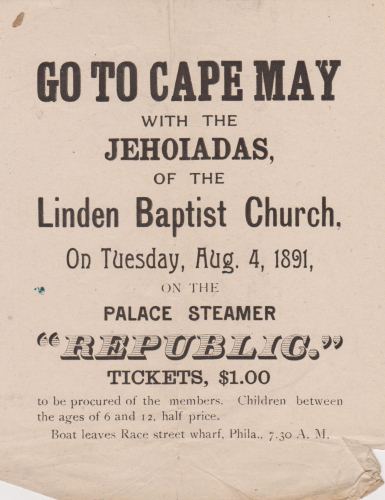 GO TO CAPE MAY
WITH THE
JEHOIADAS,
OF THE
Linden Baptist Church,
On Tuesday, Aug. 4, 1891,
ON THE
PALACE STEAMER
“REPUBLIC.”
TICKETS, $1.00
to be procured of the members. Children between
the ages of 6 and 12, half price.
Boat leaves Race street wharf, Phila., 7.30 A. M.